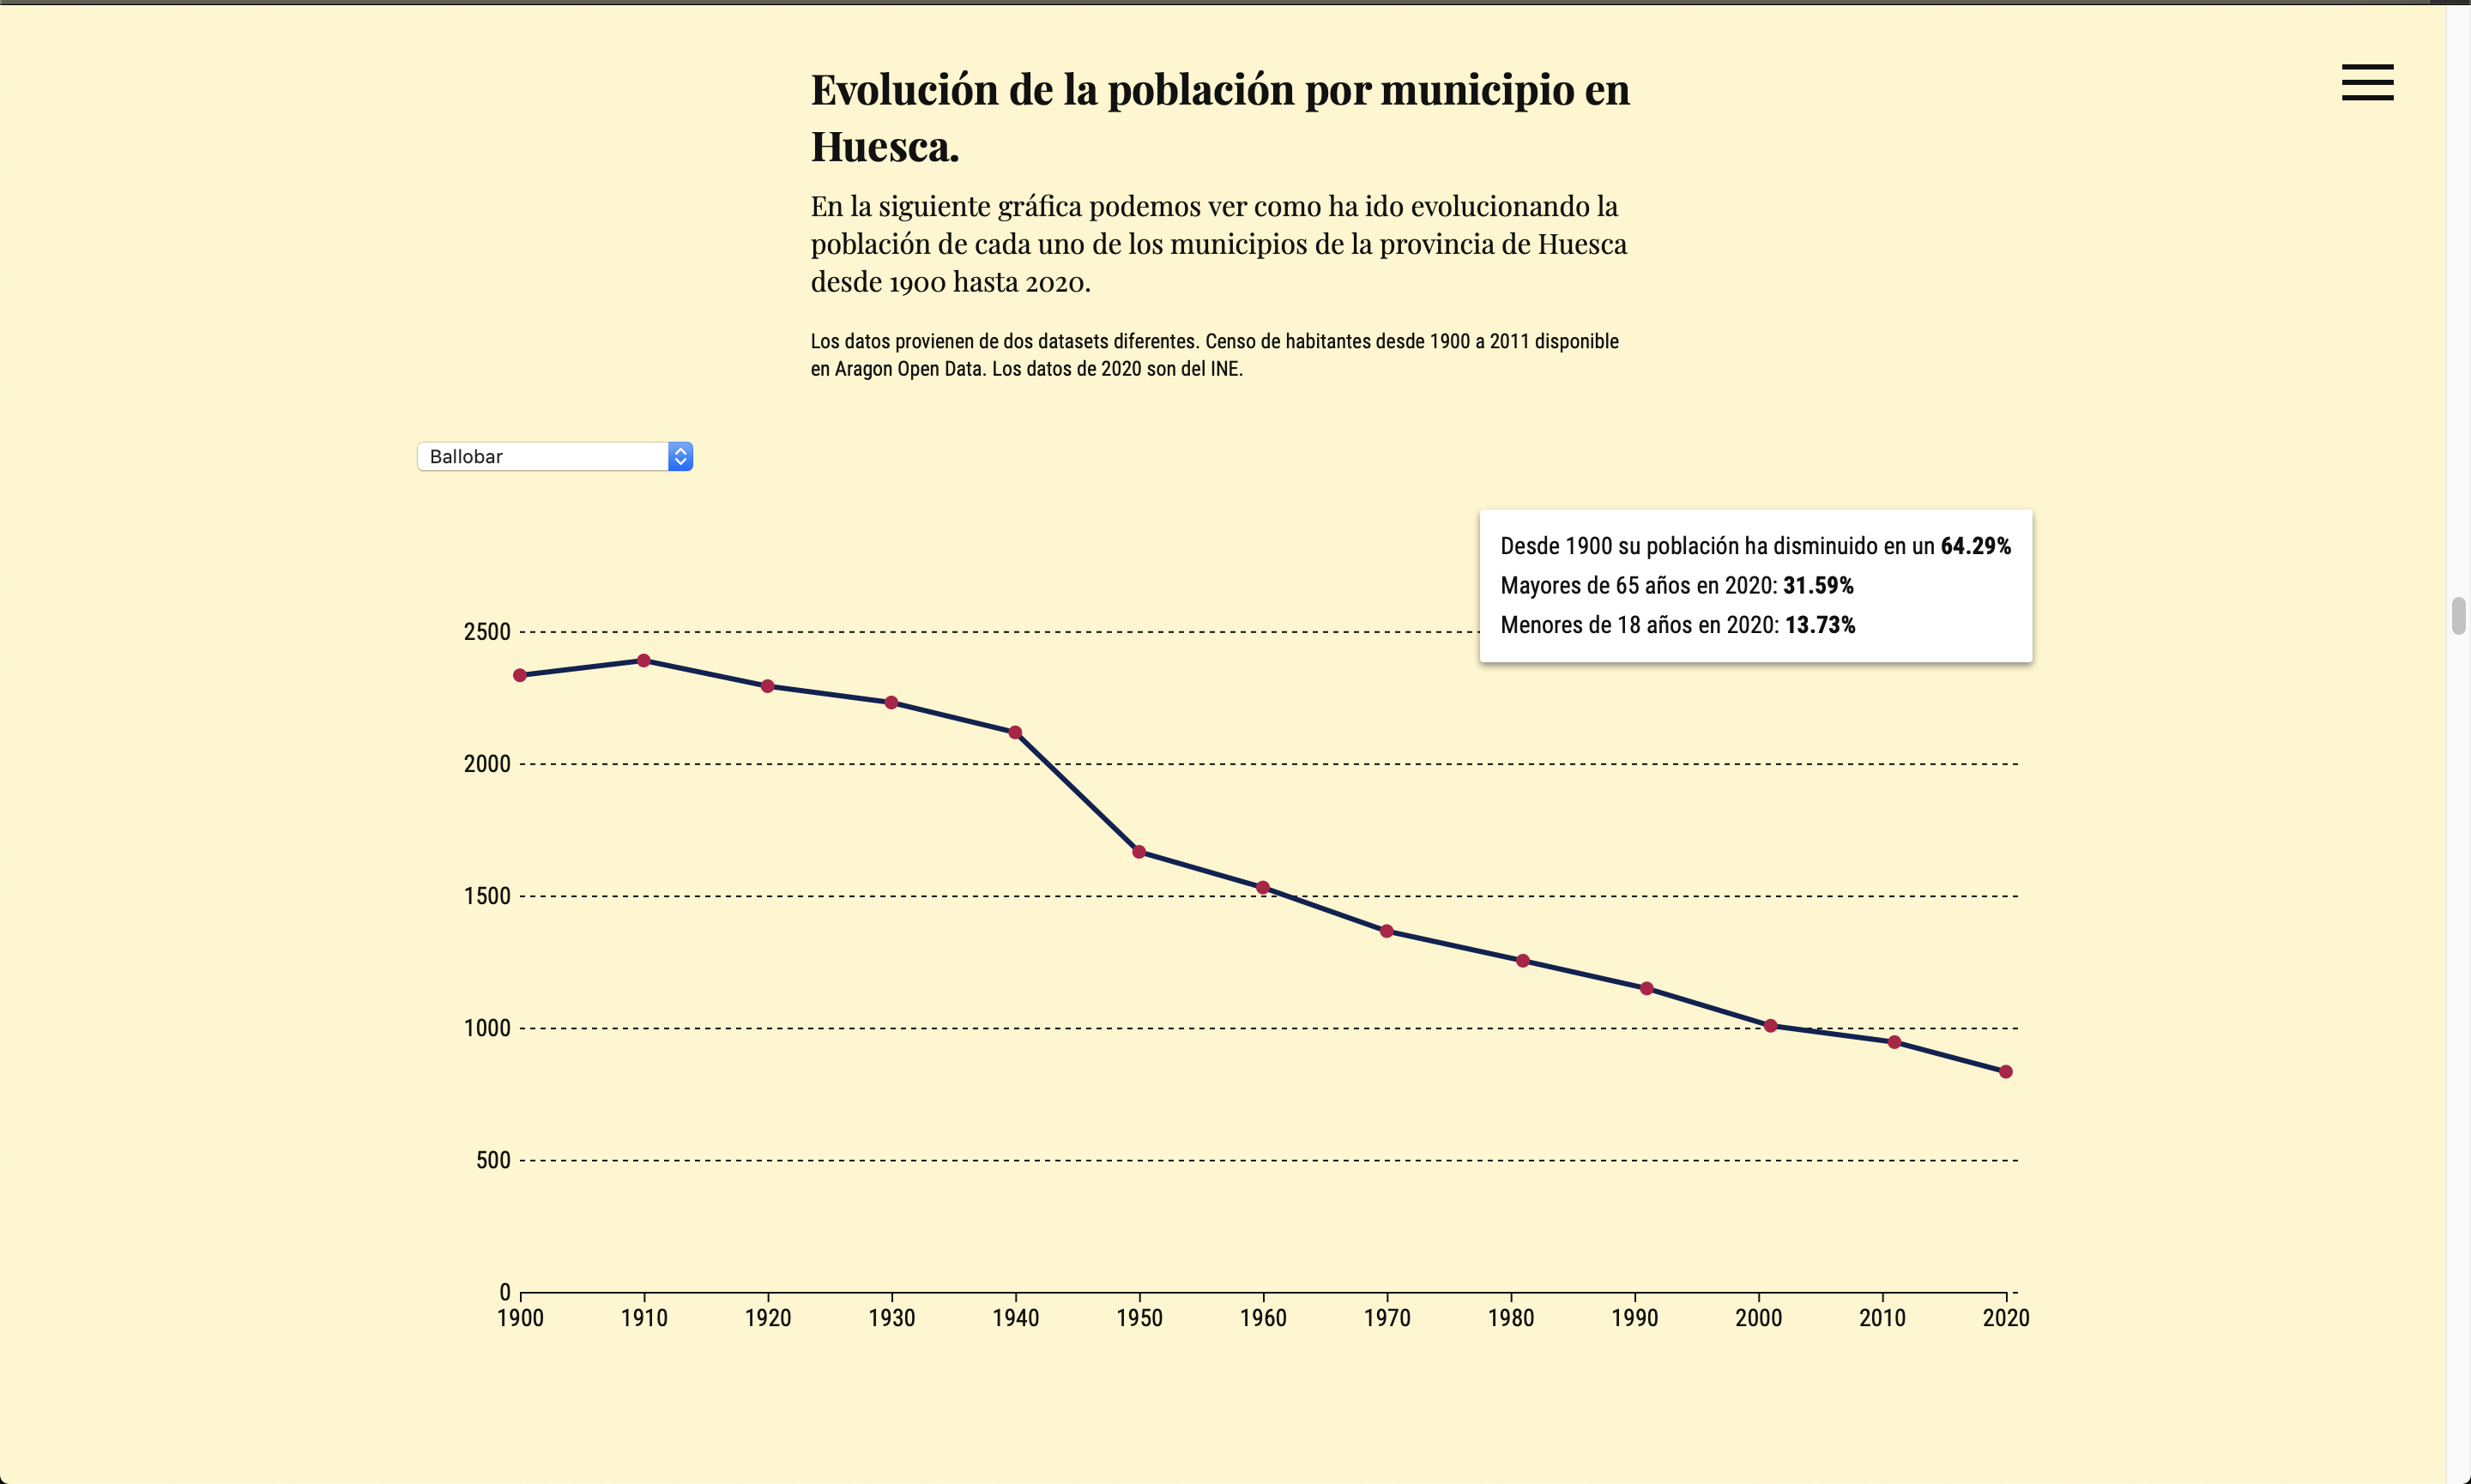 Evolución de la población por municipio en
Huesca.
En la siguiente gráfica podemos ver como ha ido evolucionando la
población de cada uno de los municipios de la provincia de Huesca
desde 1900 hasta 2020.
Los datos provienen de dos datasets diferentes. Censo de habitantes desde 1900 a 2011 disponible
en Aragon Open Data. Los datos de 2020 son del INE.
Ballobar
Desde 1900 su población ha disminuido en un 64.29%
Mayores de 65 años en 2020: 31.59%
Menores de 18 años en 2020: 13.73%
2500
2000
1500
1000
500
0
1900 1910 1920 1930 1940 1950 1960 1970 1980 1990 2000 2010 2020